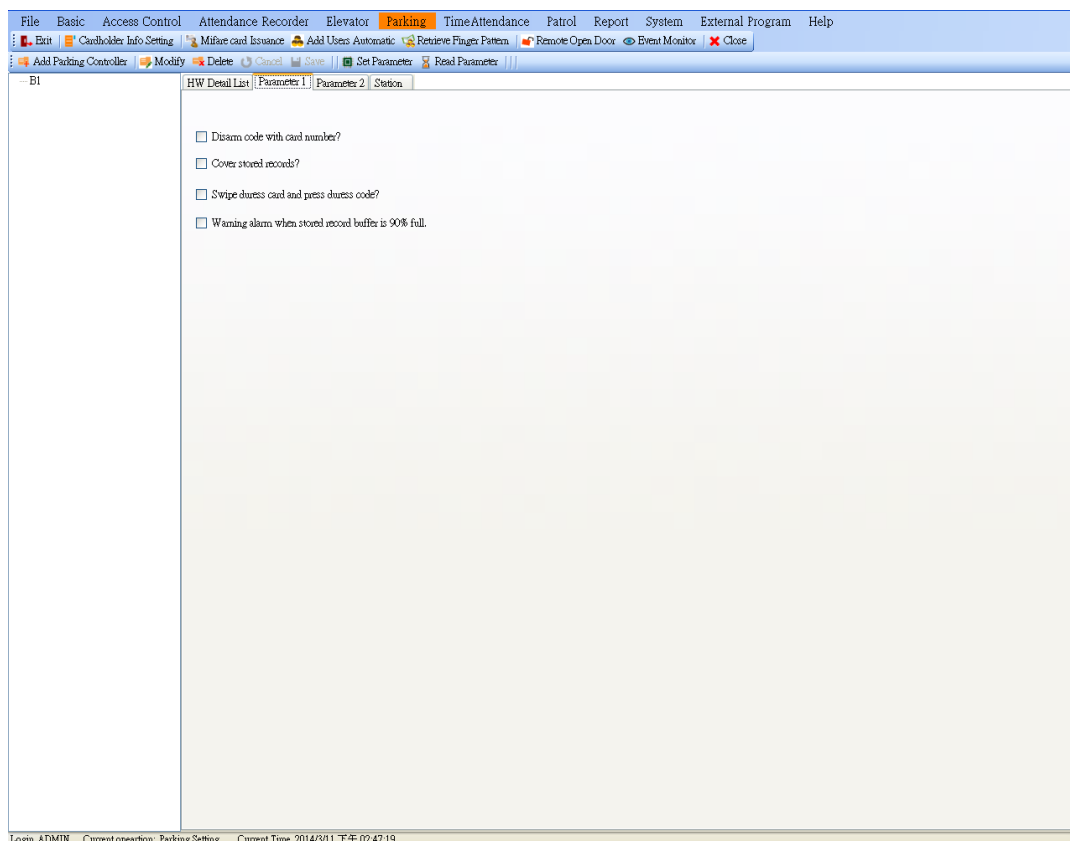 File Basic Access Control Attendance Recorder Elevator Parking TimeAttendance Patrol Report System External Program Help
Exit Cardholder Info Setting Mifare card Issuance Add Users Automatic Retrieve Finger Pattern Remote Open Door Event Monitor Close
Add Parking Controller Modify Delete Cancel Save Set Parameter Read Parameter
B1
HW Detail List Parameter 1 Parameter 2 Station
Disarm code with card number?
Cover stored records?
Swipe duress card and press duress code?
Warning alarm when stored record buffer is 90% full.
Login ADMIN Current opeartion: Parking Setting Current Time 2014/3/11 下午 02:47:19